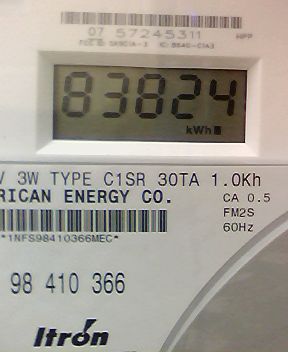 07 57245311
83824
kWh
V 3W TYPE C1SR 30TA 1.0Kh
RICAN ENERGY CO.
CA 0.5
FM2S
60Hz
*1NFS98410366MEC*
98 410 366
Itron